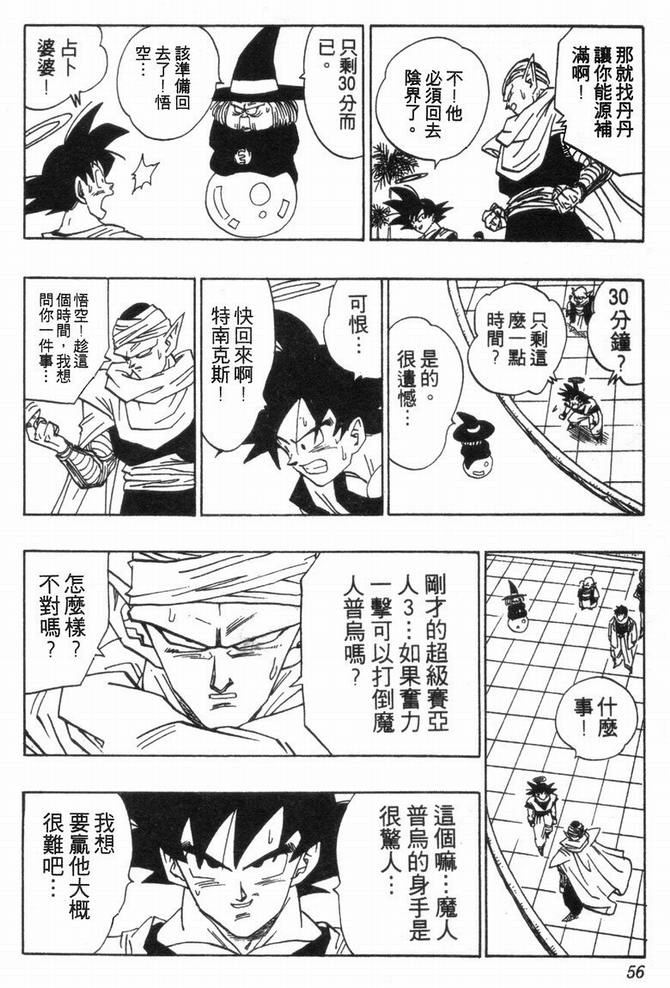 那就找丹丹
讓你能源補
滿啊！
不！他
必須回去
陰界了。
只剩30分而
已。
該準備回
去了！悟
空…
占卜
婆婆！
30分鐘？
只剩這
麼一點
時間？
是的。
很遺憾…
可恨…
快回來啊！
特南克斯！
悟空！趁這
個時間，我想
問你一件事…
什麼
事！
剛才的超級賽亞
人3…如果奮力
一擊可以打倒魔
人普烏嗎？
怎麼樣？
不對嗎？
這個嘛…魔人
普烏的身手是
很驚人…
我想
要贏他大概
很難吧…
56